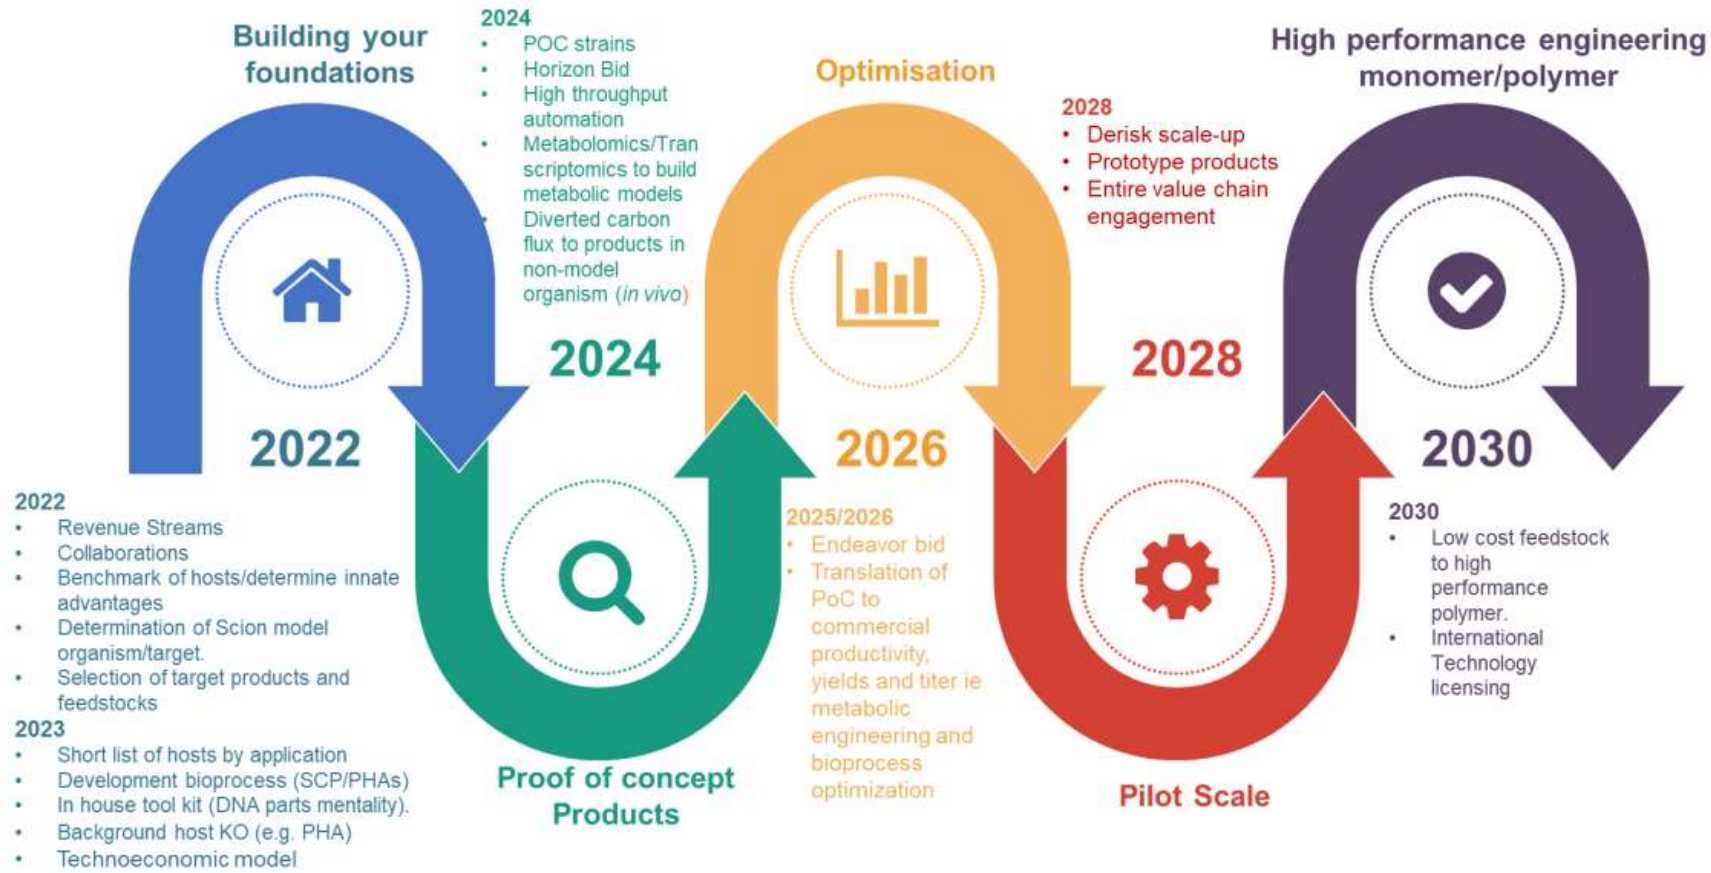 Building your
foundations
2022
2022
• Revenue Streams
• Collaborations
• Benchmark of hosts/determine innate
advantages
• Determination of Scion model
organism/target.
• Selection of target products and
feedstocks
2023
• Short list of hosts by application
• Development bioprocess (SCP/PHAs)
• In house tool kit (DNA parts mentality).
• Background host KO (e.g. PHA)
• Technoeconomic model
2024
• POC strains
• Horizon Bid
• High throughput
automation
• Metabolomics/Tran
scriptomics to build
metabolic models
• Diverted carbon
flux to products in
non-model
organism (in vivo)
2024
Proof of concept
Products
Optimisation
2026
2025/2026
• Endeavor bid
• Translation of
PoC to
commercial
productivity,
yields and titer ie
metabolic
engineering and
bioprocess
optimization
2028
• Derisk scale-up
• Prototype products
• Entire value chain
engagement
2028
Pilot Scale
High performance engineering
monomer/polymer
2030
2030
• Low cost feedstock
to high
performance
polymer.
• International
Technology
licensing